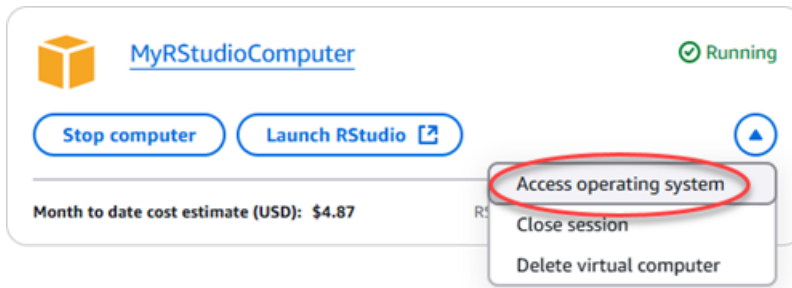 MyRStudioComputer
Running
Stop computer
Launch RStudio
Access operating system
Month to date cost estimate (USD): $4.87
Close session
Delete virtual computer